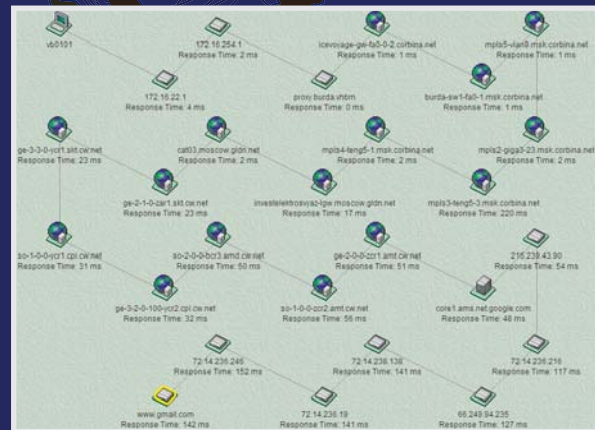 vb0101
172.16.254.1
Response Time: 2 ms
icevoyage-gw-fa0-0-2.corbina.net
Response Time: 1 ms
mpls5-vlan9.msk.corbina.net
Response Time: 1 ms
172.16.22.1
Response Time: 4 ms
proxy.burda.vhbm
Response Time: 0 ms
burda-sw1-fa0-1.msk.corbina.net
Response Time: 1 ms
ge-3-3-0-ycr1.skt.cw.net
Response Time: 23 ms
cat03.moscow.gldn.net
Response Time: 2 ms
mpls4-teng5-1.msk.corbina.net
Response Time: 2 ms
mpls2-giga3-23.msk.corbina.net
Response Time: 2 ms
ge-2-1-0-zar1.skt.cw.net
Response Time: 23 ms
investelektrosvyaz-lgw.moscow.gldn.net
Response Time: 17 ms
mpls3-teng5-3.msk.corbina.net
Response Time: 220 ms
so-1-0-0-ycr1.cpi.cw.net
Response Time: 31 ms
so-2-0-0-bcr3.amd.cw.net
Response Time: 50 ms
ge-2-0-0-zcr1.amt.cw.net
Response Time: 51 ms
216.239.43.90
Response Time: 54 ms
ge-3-2-0-100-ycr2.cpi.cw.net
Response Time: 32 ms
so-1-0-0-zcr2.amt.cw.net
Response Time: 56 ms
core1.ams.net.google.com
Response Time: 48 ms
72.14.236.246
Response Time: 152 ms
72.14.238.138
Response Time: 141 ms
72.14.236.216
Response Time: 117 ms
www.gmail.com
Response Time: 142 ms
72.14.236.19
Response Time: 141 ms
66.249.94.235
Response Time: 127 ms